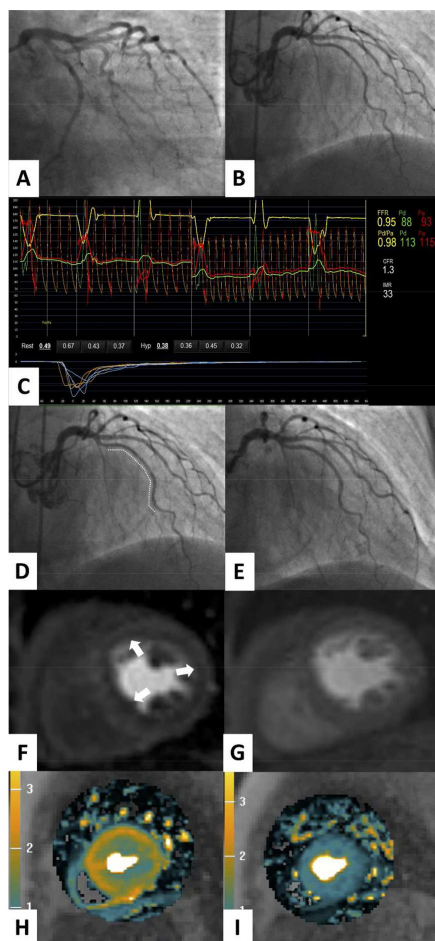 A
B
FFR Pd Pa
0.95 88 93
Pd/Pa
0.98 113 115
CFR
1.3
IMR
33
Rest 0.49 0.67 0.43 0.37 Hyp 0.38 0.36 0.45 0.32
C
D
E
F
G
3
2
1
H
3
2
1
I